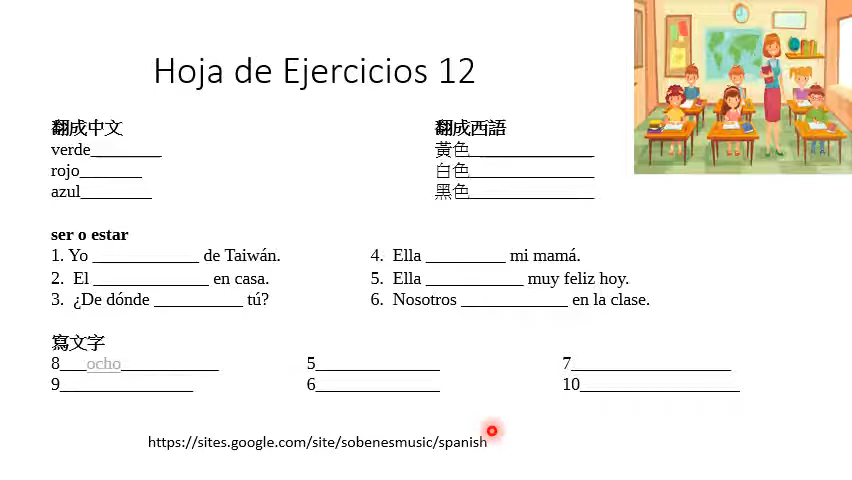 Hoja de Ejercicios 12
翻成中文
verde________
rojo_______
azul________
翻成西語
黃色______________
白色______________
黑色______________
ser o estar
1. Yo ____________ de Taiwán.
2. El _____________ en casa.
3. ¿De dónde __________ tú?
4. Ella _________ mi mamá.
5. Ella ___________ muy feliz hoy.
6. Nosotros ____________ en la clase.
寫文字
8___ocho___________
5______________
7__________________
9_______________
6______________
10__________________
https://sites.google.com/site/sobenesmusic/spanish